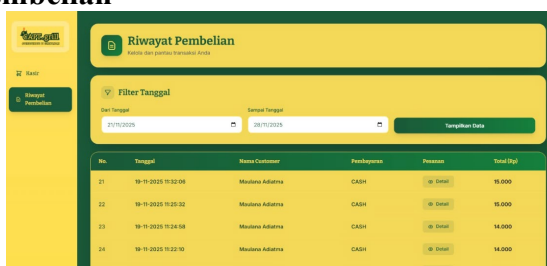 CAFE.grill
Kasir
Riwayat
Pembelian
Riwayat Pembelian
Kelola dan pantau transaksi Anda
Filter Tanggal
Dari Tanggal Sampai Tanggal
21/11/2025 28/11/2025 Tampilkan Data
No. Tanggal Nama Customer Pembayaran Pesanan Total (Rp)
21 19-11-2025 11:32:06 Maulana Adiatma CASH Detail 15.000
22 19-11-2025 11:25:32 Maulana Adiatma CASH Detail 15.000
23 19-11-2025 11:24:58 Maulana Adiatma CASH Detail 14.000
24 19-11-2025 11:22:10 Maulana Adiatma CASH Detail 14.000